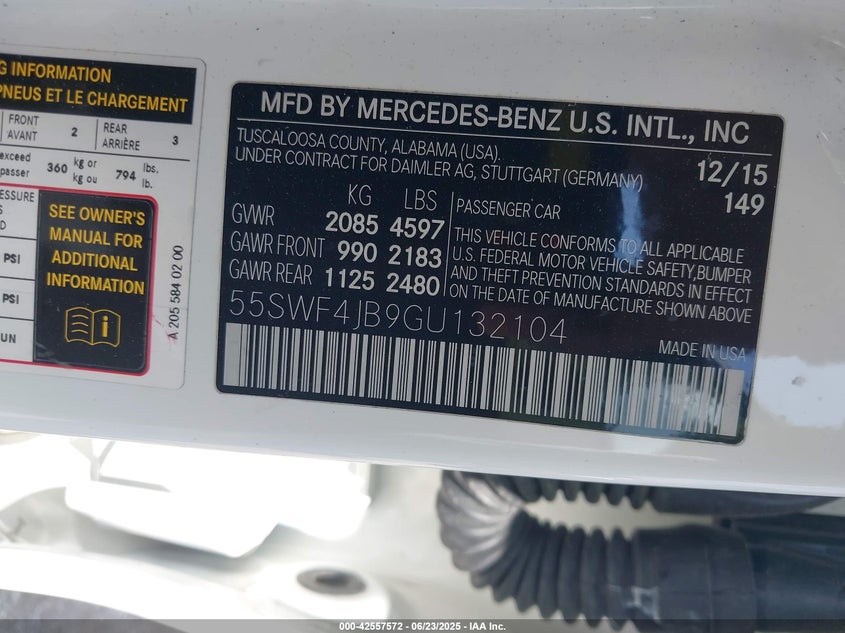 G INFORMATION
PNEUS ET LE CHARGEMENT
FRONT
AVANT
2
REAR
ARRIÈRE
3
exceed
passer
360
kg or
kg ou
794
lbs.
lb.
PRESSURE
PSI
PSI
UN
SEE OWNER'S
MANUAL FOR
ADDITIONAL
INFORMATION
A 205 584 02 00
MFD BY MERCEDES-BENZ U.S. INTL., INC
TUSCALOOSA COUNTY, ALABAMA (USA).
UNDER CONTRACT FOR DAIMLER AG, STUTTGART (GERMANY)
12/15
149
KG LBS
GVWR 2085 4597
GAWR FRONT 990 2183
GAWR REAR 1125 2480
PASSENGER CAR
THIS VEHICLE CONFORMS TO ALL APPLICABLE
U.S. FEDERAL MOTOR VEHICLE SAFETY, BUMPER
AND THEFT PREVENTION STANDARDS IN EFFECT
ON THE DATE OF MANUFACTURE SHOWN ABOVE
55SWF4JB9GU132104
MADE IN USA
000-42557572 - 06/23/2025 - IAA Inc.